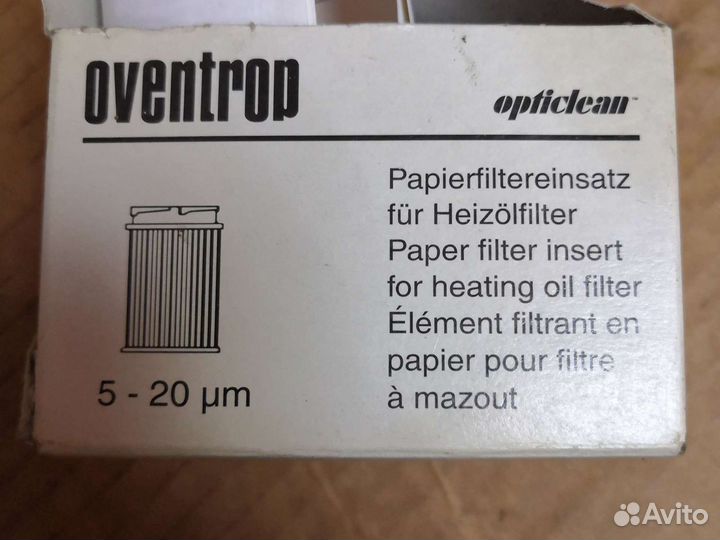 oventrop
opticlean™
Papierfiltereinsatz
für Heizölfilter
Paper filter insert
for heating oil filter
Élément filtrant en
papier pour filtre
à mazout
5 - 20 µm
Avito